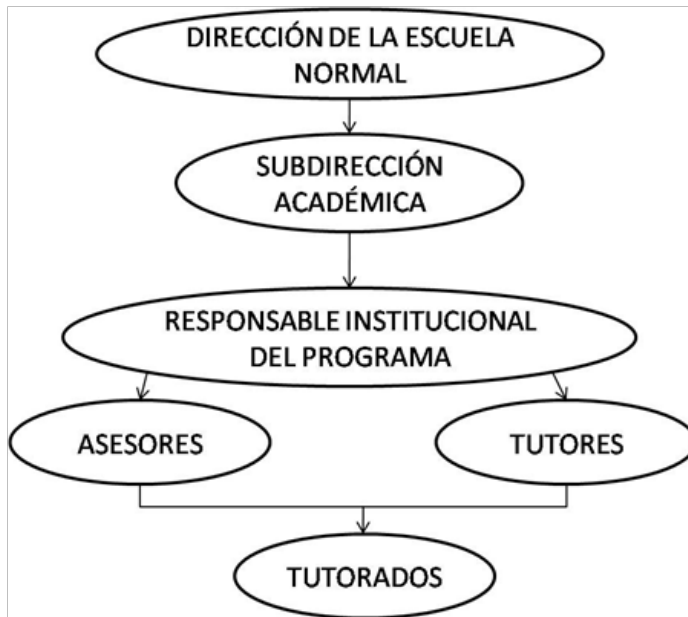 DIRECCIÓN DE LA ESCUELA
NORMAL
SUBDIRECCIÓN
ACADÉMICA
RESPONSABLE INSTITUCIONAL
DEL PROGRAMA
ASESORES
TUTORES
TUTORADOS